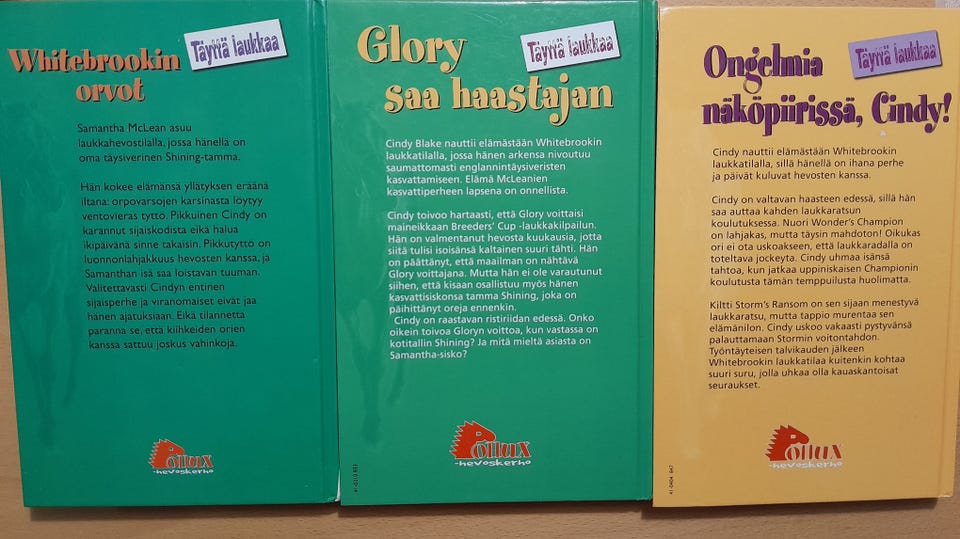 Whitebrookin
orvot
Täyttä laukkaa
Samantha McLean asuu
laukkahevostilalla, jossa hänellä on
oma täysiverinen Shining-tamma.
Hän kokee elämänsä yllätyksen eräänä
iltana: orpovarsojen karsinasta löytyy
ventovieras tyttö. Pikkuinen Cindy on
karannut sijaiskodista eikä halua
ikipäivänä sinne takaisin. Pikkutyttö on
luonnonlahjakkuus hevosten kanssa, ja
Samanthan isä saa loistavan tuuman.
Valitettavasti Cindyn entinen
sijaisperhe ja viranomaiset eivät jaa
hänen ajatuksiaan. Eikä tilannetta
paranna se, että kiihkeiden orien
kanssa sattuu joskus vahinkoja.
Pollux
-hevoskerho
Glory
saa haastajan
Täyttä laukkaa
Cindy Blake nauttii elämästään Whitebrookin
laukkatilalla, jossa hänen arkensa nivoutuu
saumattomasti englannintäysiveristen
kasvattamiseen. Elämä McLeanien
kasvattiperheen lapsena on onnellista.
Cindy toivoo hartaasti, että Glory voittaisi
maineikkaan Breeders' Cup -laukkakilpailun.
Hän on valmentanut hevosta kuukausia, jotta
siitä tulisi isoisänsä kaltainen suuri tähti. Hän
on päättänyt, että maailman on nähtävä
Glory voittajana. Mutta hän ei ole varautunut
siihen, että kisaan osallistuu myös hänen
kasvattisiskonsa tamma Shining, joka on
päihittänyt oreja ennenkin.
Cindy on raastavan ristiriidan edessä. Onko
oikein toivoa Gloryn voittoa, kun vastassa on
kotitallin Shining? Ja mitä mieltä asiasta on
Samantha-sisko?
Pollux
-hevoskerho
Ongelmia
näköpiirissä, Cindy!
Täyttä laukkaa
Cindy nauttii elämästään Whitebrookin
laukkatilalla, sillä hänellä on ihana perhe
ja päivät kuluvat hevosten kanssa.
Cindy on valtavan haasteen edessä, sillä hän
saa auttaa kahden laukkaratsun
koulutuksessa. Nuori Wonder's Champion
on lahjakas, mutta täysin mahdoton! Oikukas
ori ei ota uskoakseen, että laukkaradalla on
toteltava jockeyta. Cindy uhmaa isänsä
tahtoa, kun jatkaa uppiniskaisen Championin
koulutusta tämän temppuilusta huolimatta.
Kiltti Storm's Ransom on sen sijaan menestyvä
laukkaratsu, mutta tappio murentaa sen
elämänilon. Cindy uskoo vakaasti pystyvänsä
palauttamaan Stormin voitontahdon.
Työntäyteisen talvikauden jälkeen
Whitebrookin laukkatilaa kuitenkin kohtaa
suuri suru, jolla uhkaa olla kauaskantoisat
seuraukset.
Pollux
-hevoskerho
41-0404 647